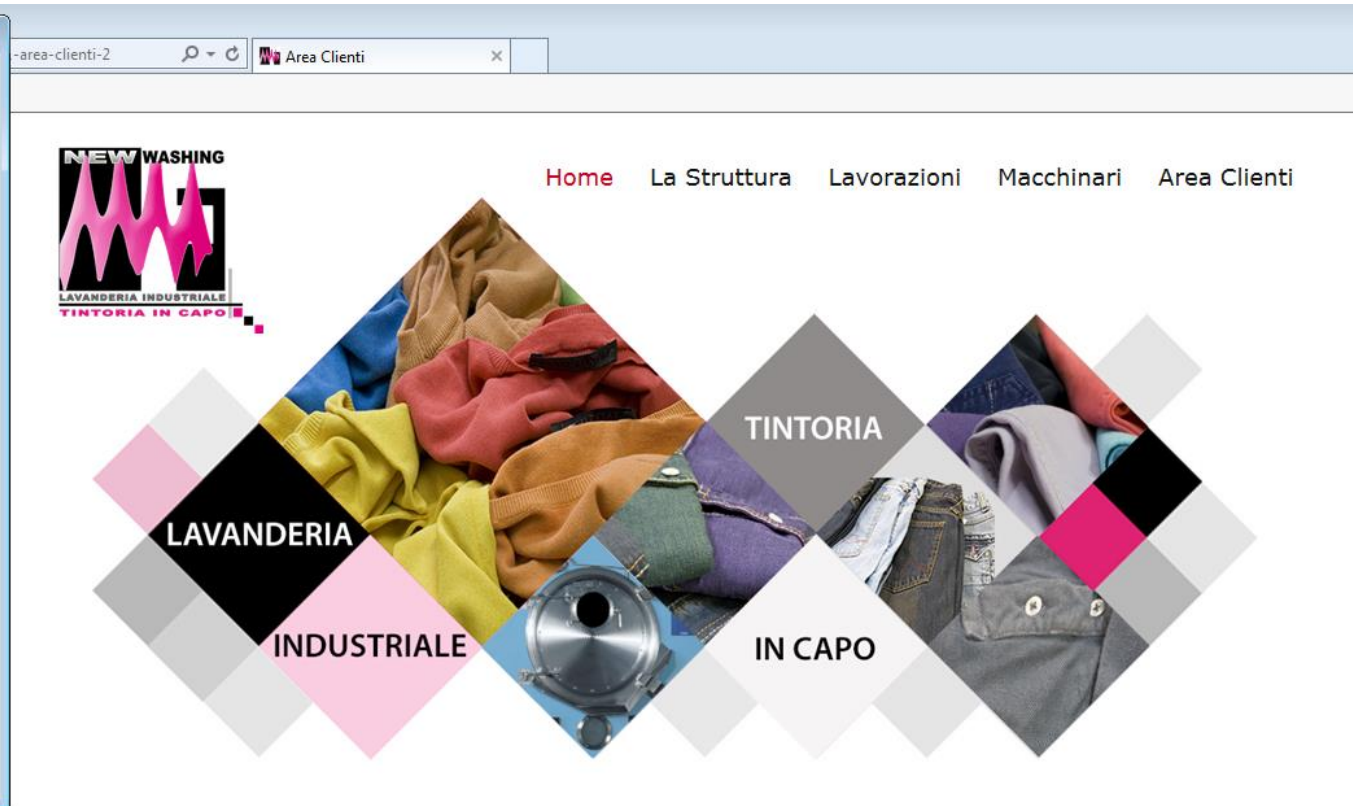 -area-clienti-2
Area Clienti
NEW WASHING
LAVANDERIA INDUSTRIALE
TINTORIA IN CAPO
Home La Struttura Lavorazioni Macchinari Area Clienti
TINTORIA
LAVANDERIA
INDUSTRIALE
IN CAPO